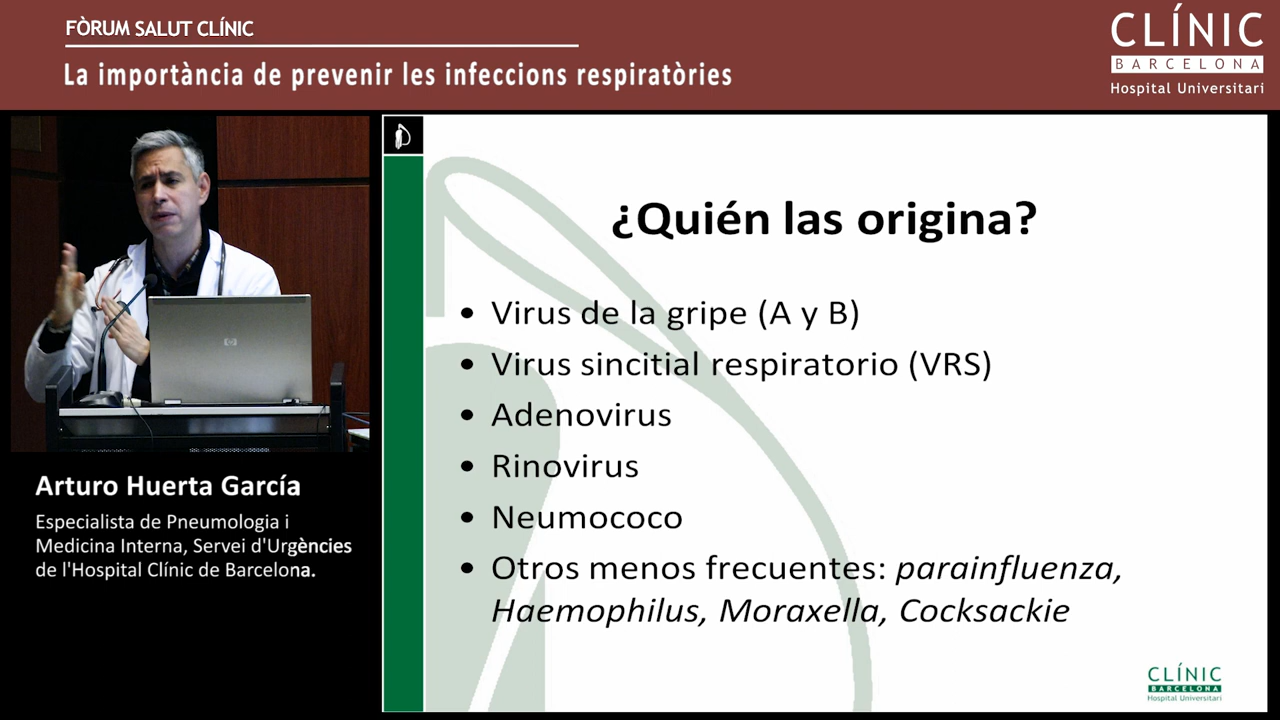 FÒRUM SALUT CLÍNIC
La importància de prevenir les infeccions respiratòries
CLÍNIC
BARCELONA
Hospital Universitari
¿Quién las origina?
• Virus de la gripe (A y B)
• Virus sincitial respiratorio (VRS)
• Adenovirus
• Rinovirus
• Neumococo
• Otros menos frecuentes: parainfluenza,
Haemophilus, Moraxella, Cocksackie
Arturo Huerta García
Especialista de Pneumologia i
Medicina Interna, Servei d'Urgències
de l'Hospital Clínic de Barcelona.
CLÍNIC
BARCELONA
Hospital Universitari
hp